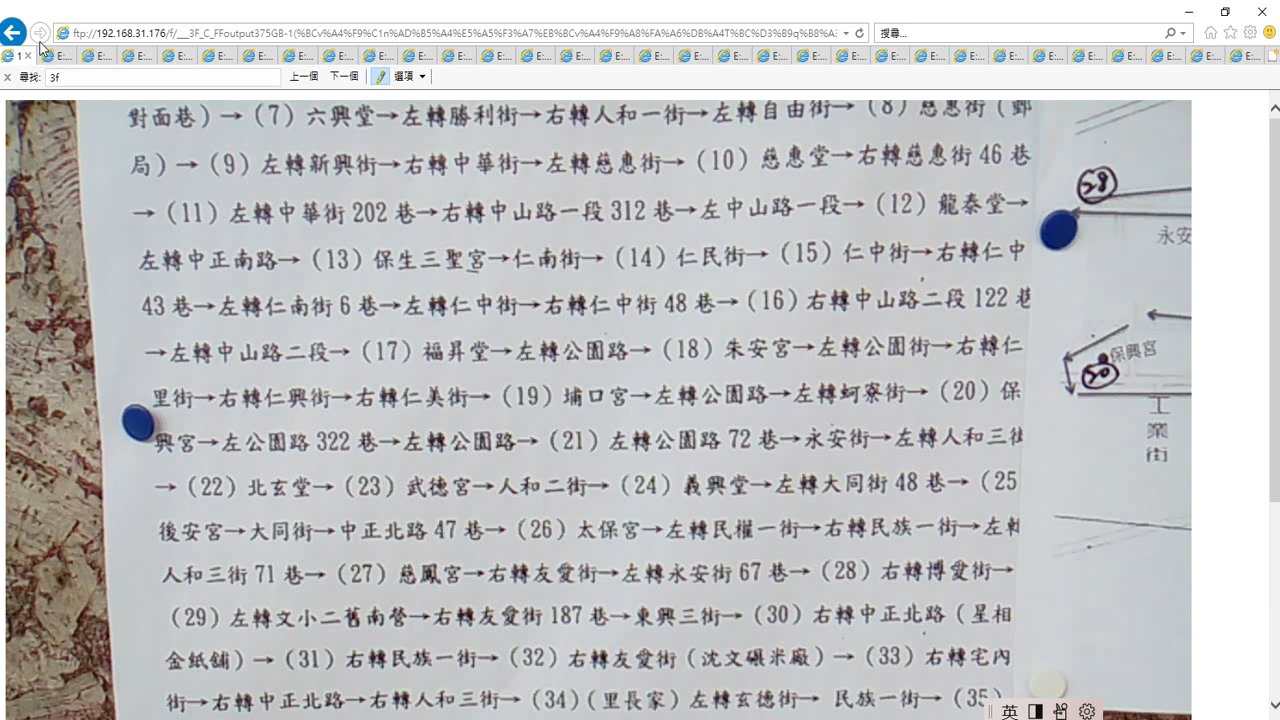 ftp://192.168.31.176/f/___3F_C_FFoutput375GB-1(%8Cv%A4%F9%C1n%AD%B5%
搜尋...
尋找: 3f
上一個 下一個 選項
對面巷)→(7)六興堂→左轉勝利街→右轉人和一街→左轉自由街→(8)慈惠街(郵
局)→(9)左轉新興街→右轉中華街→左轉慈惠街→(10)慈惠堂→右轉慈惠街46巷
→(11)左轉中華街202巷→右轉中山路一段312巷→左中山路一段→(12)龍泰堂→
左轉中正南路→(13)保生三聖宮→仁南街→(14)仁民街→(15)仁中街→右轉仁中
43巷→左轉仁南街6巷→左轉仁中街→右轉仁中街48巷→(16)右轉中山路二段122巷
→左轉中山路二段→(17)福昇堂→左轉公園路→(18)朱安宮→左轉公園街→右轉仁
里街→右轉仁興街→右轉仁美街→(19)埔口宮→左轉公園路→左轉蚵寮街→(20)保
興宮→左公園路322巷→左轉公園路→(21)左轉公園路72巷→永安街→左轉人和三街
→(22)北玄堂→(23)武德宮→人和二街→(24)義興堂→左轉大同街48巷→(25
後安宮→大同街→中正北路47巷→(26)太保宮→左轉民權一街→右轉民族一街→左轉
人和三街71巷→(27)慈鳳宮→右轉友愛街→左轉永安街67巷→(28)右轉博愛街→
(29)左轉文小二舊南營→右轉友愛街187巷→東興三街→(30)右轉中正北路(星相
金紙舖)→(31)右轉民族一街→(32)右轉友愛街(沈文碾米廠)→(33)右轉宅內
街→右轉中正北路→右轉人和三街→(34)(里長家)左轉玄德街→ 民族一街→(35)
58
永安
保興宮
50
工業街
英